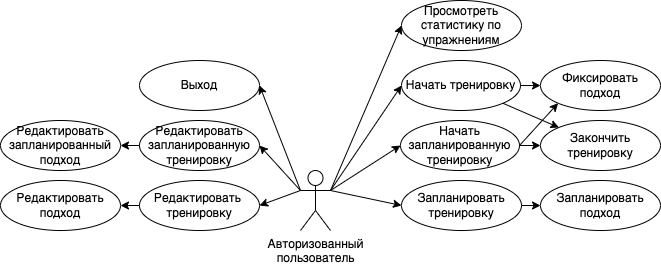 Просмотреть
статистику по
упражнениям
Выход
Начать тренировку
Фиксировать
подход
Редактировать
запланированный
подход
Редактировать
запланированную
тренировку
Начать
запланированную
тренировку
Закончить
тренировку
Редактировать
подход
Редактировать
тренировку
Запланировать
тренировку
Запланировать
подход
Авторизованный
пользователь